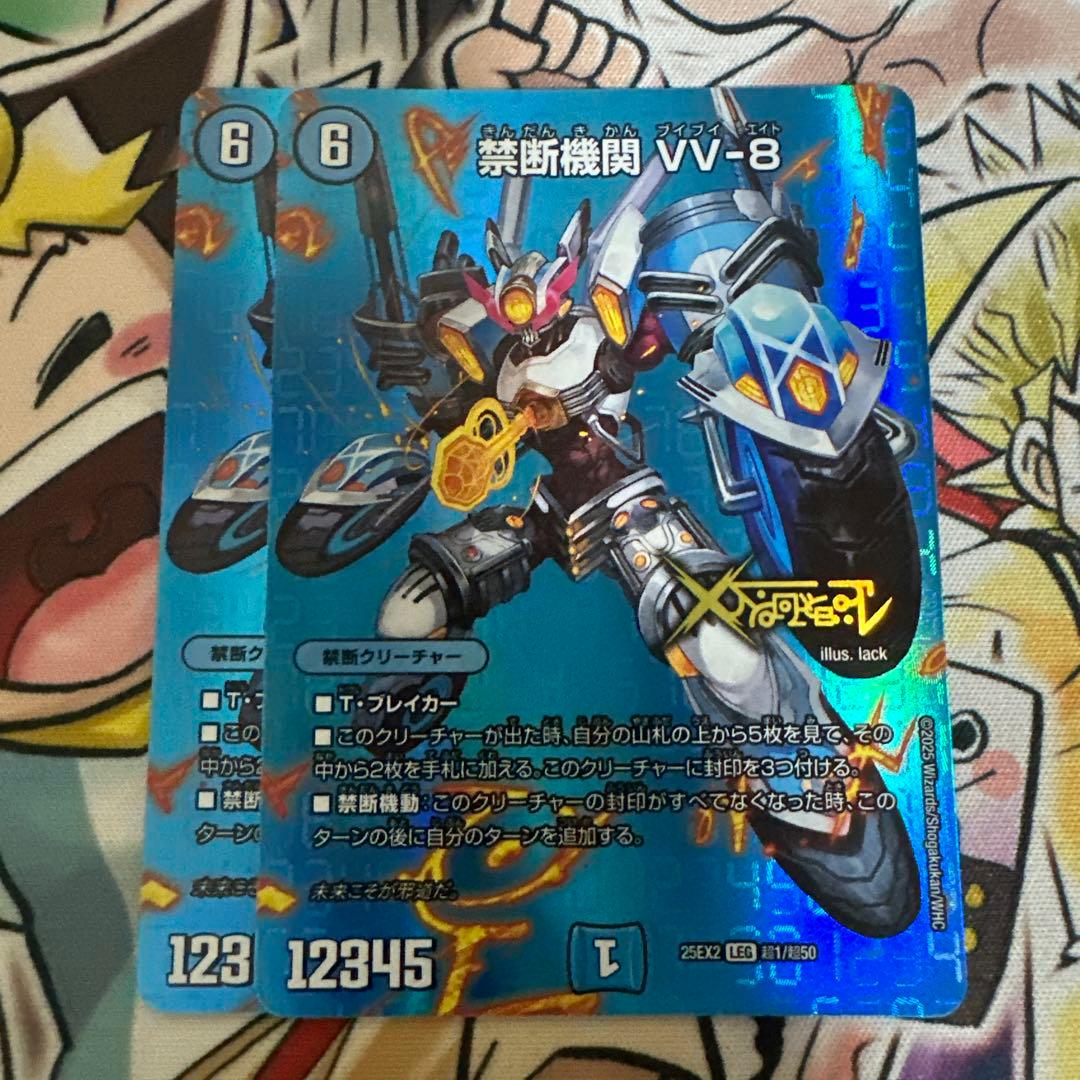 6
6
きんだんきかん ブイブイ エイト
禁断機関 VV-8
illus. lack
禁断ク
禁断クリーチャー
■T・ブ
■T・ブレイカー
■この
■このクリーチャーが出た時、自分の山札の上から5枚を見て、その
中から2
中から2枚を手札に加える。このクリーチャーに封印を3つ付ける。
■禁断
■禁断機動:このクリーチャーの封印がすべてなくなった時、この
ターンの
ターンの後に自分のターンを追加する。
未来こそ
未来こそが邪道だ。
123
12345
1
25EX2 LEG 超1/超50
©2025 Wizards/Shogakukan/WHC